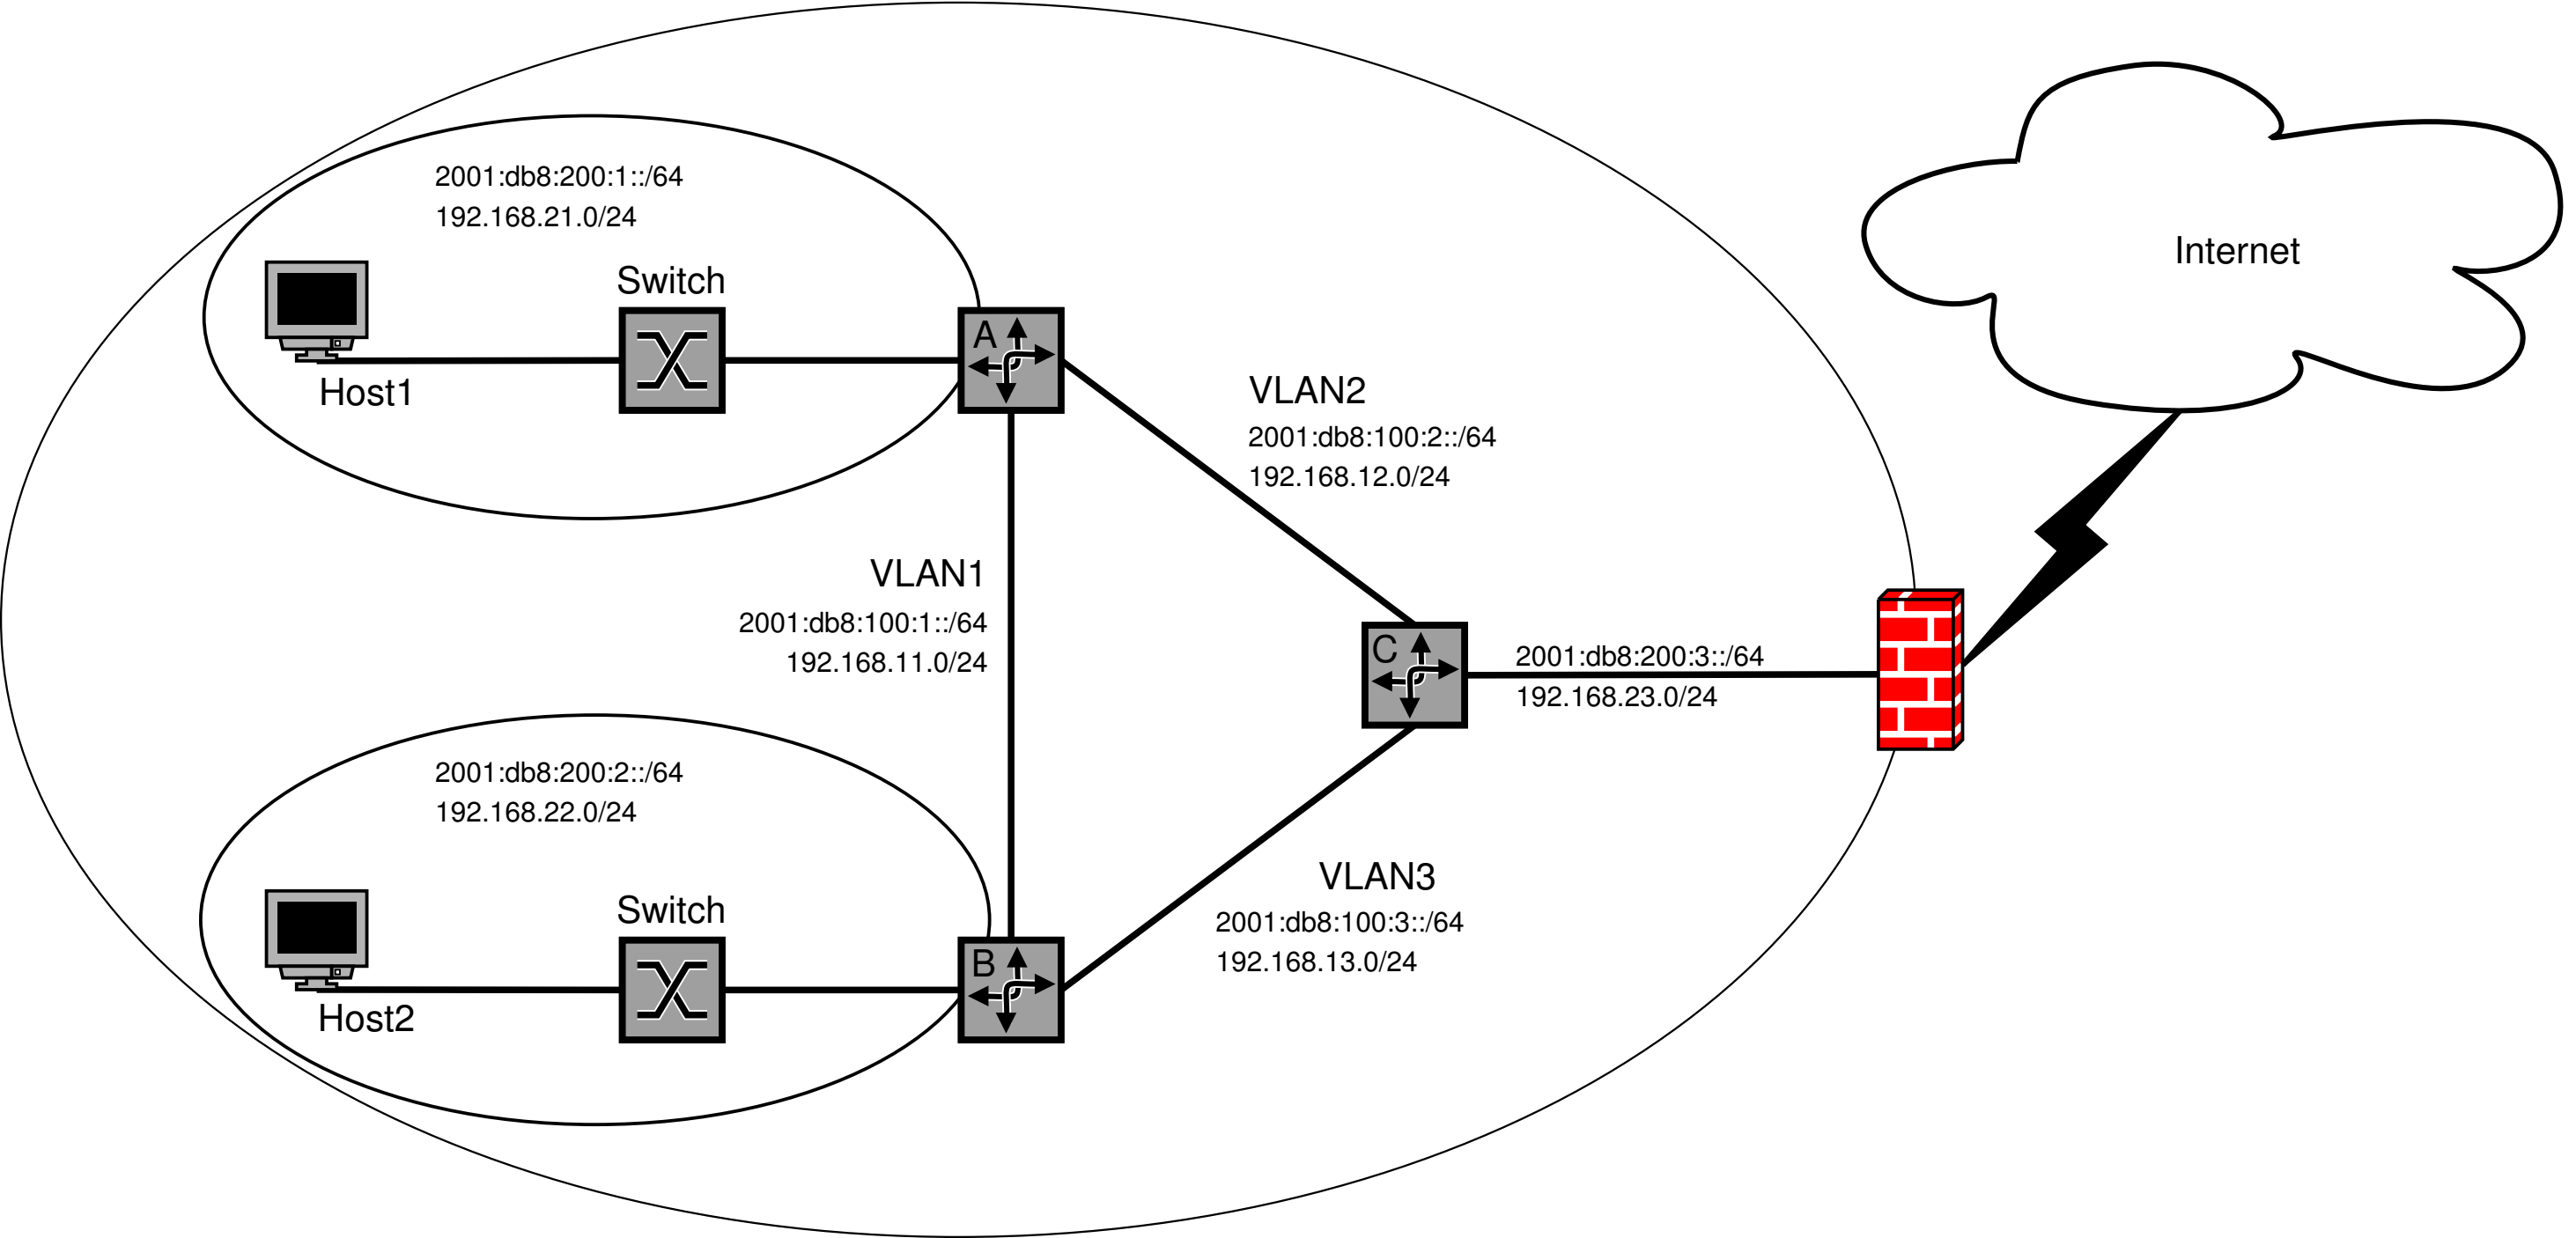 2001:db8:200:1::/64
192.168.21.0/24
Internet
Switch
A
Host1
VLAN2
2001:db8:100:2::/64
192.168.12.0/24
VLAN1
2001:db8:100:1::/64
192.168.11.0/24
C
2001:db8:200:3::/64
192.168.23.0/24
2001:db8:200:2::/64
192.168.22.0/24
VLAN3
2001:db8:100:3::/64
192.168.13.0/24
Switch
B
Host2